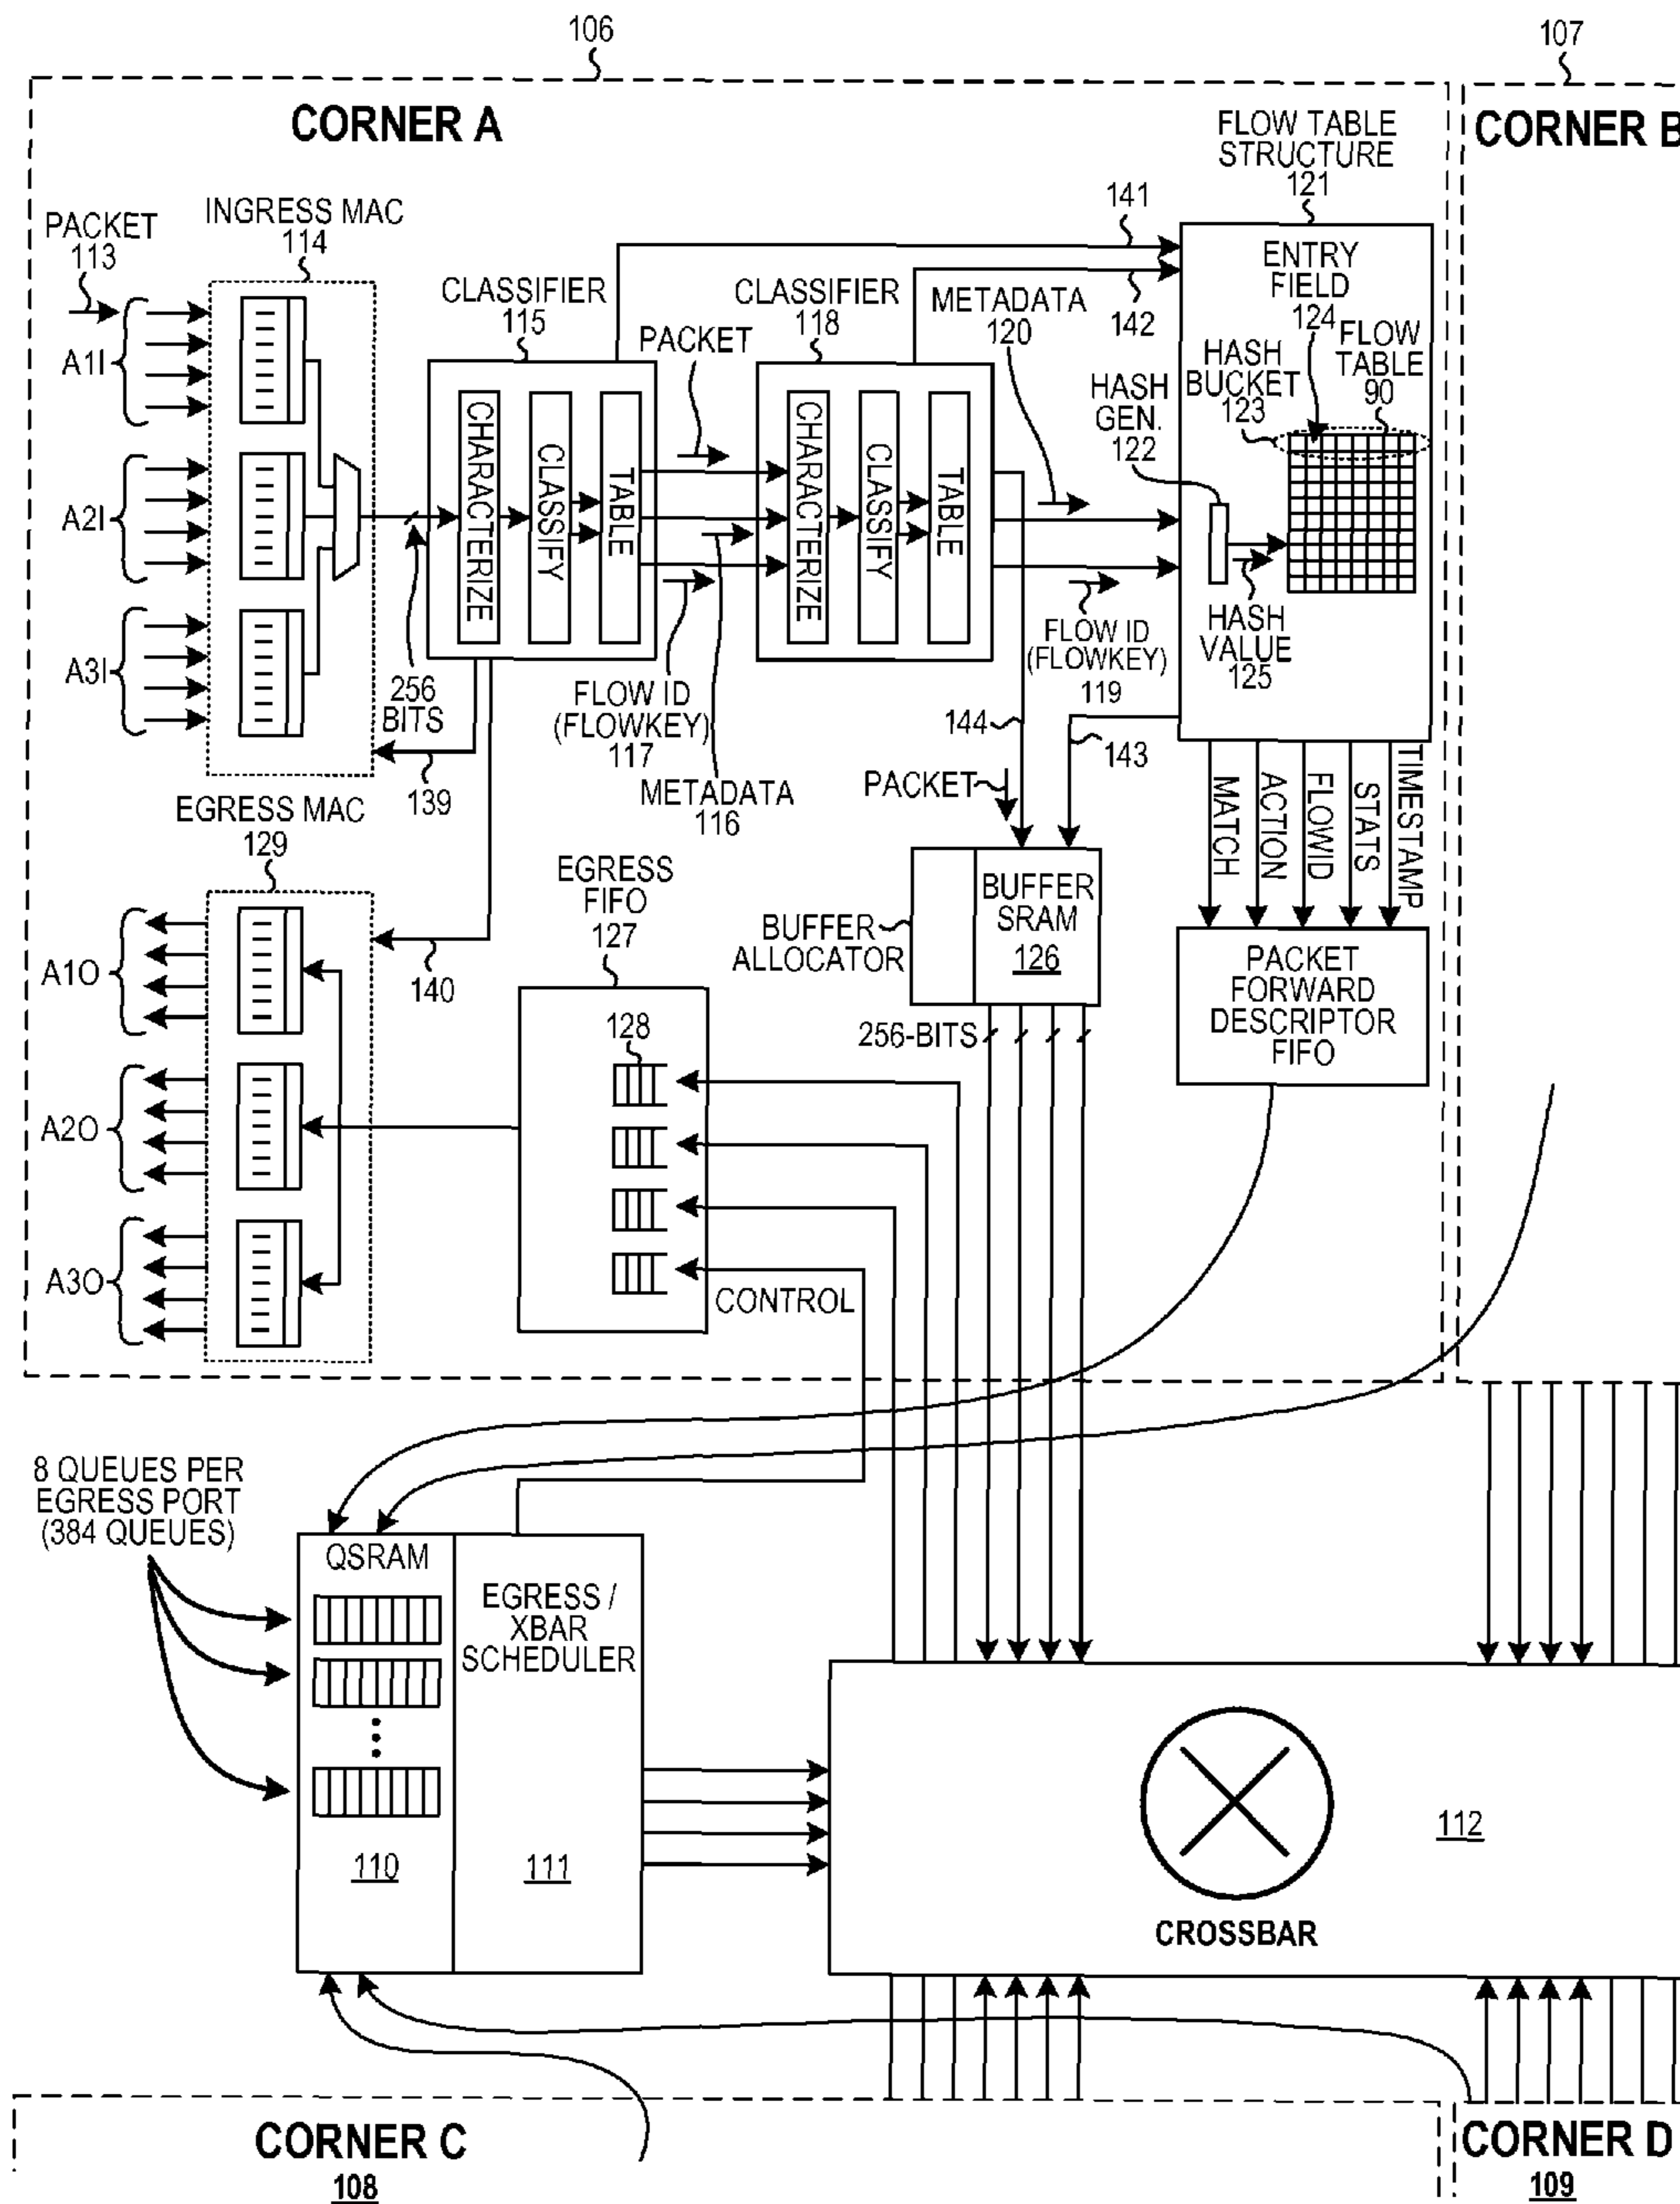 106
107
CORNER A
CORNER B
FLOW TABLE
STRUCTURE
121
PACKET
113
INGRESS MAC
114
141
142
A1I
A2I
A3I
CLASSIFIER
115
CLASSIFIER
118
PACKET
METADATA
120
ENTRY
FIELD
124
FLOW
TABLE
90
HASH
BUCKET
123
HASH
GEN.
122
CHARACTERIZE
CLASSIFY
TABLE
CHARACTERIZE
CLASSIFY
TABLE
HASH
VALUE
125
256
BITS
FLOW ID
(FLOWKEY)
117
METADATA
116
FLOW ID
(FLOWKEY)
119
144
143
139
140
PACKET
MATCH
ACTION
FLOWID
STATS
TIMESTAMP
EGRESS MAC
129
A1O
A2O
A3O
EGRESS
FIFO
127
128
CONTROL
BUFFER
ALLOCATOR
BUFFER
SRAM
126
256-BITS
PACKET
FORWARD
DESCRIPTOR
FIFO
8 QUEUES PER
EGRESS PORT
(384 QUEUES)
QSRAM
110
EGRESS /
XBAR
SCHEDULER
111
112
CROSSBAR
CORNER C
108
CORNER D
109